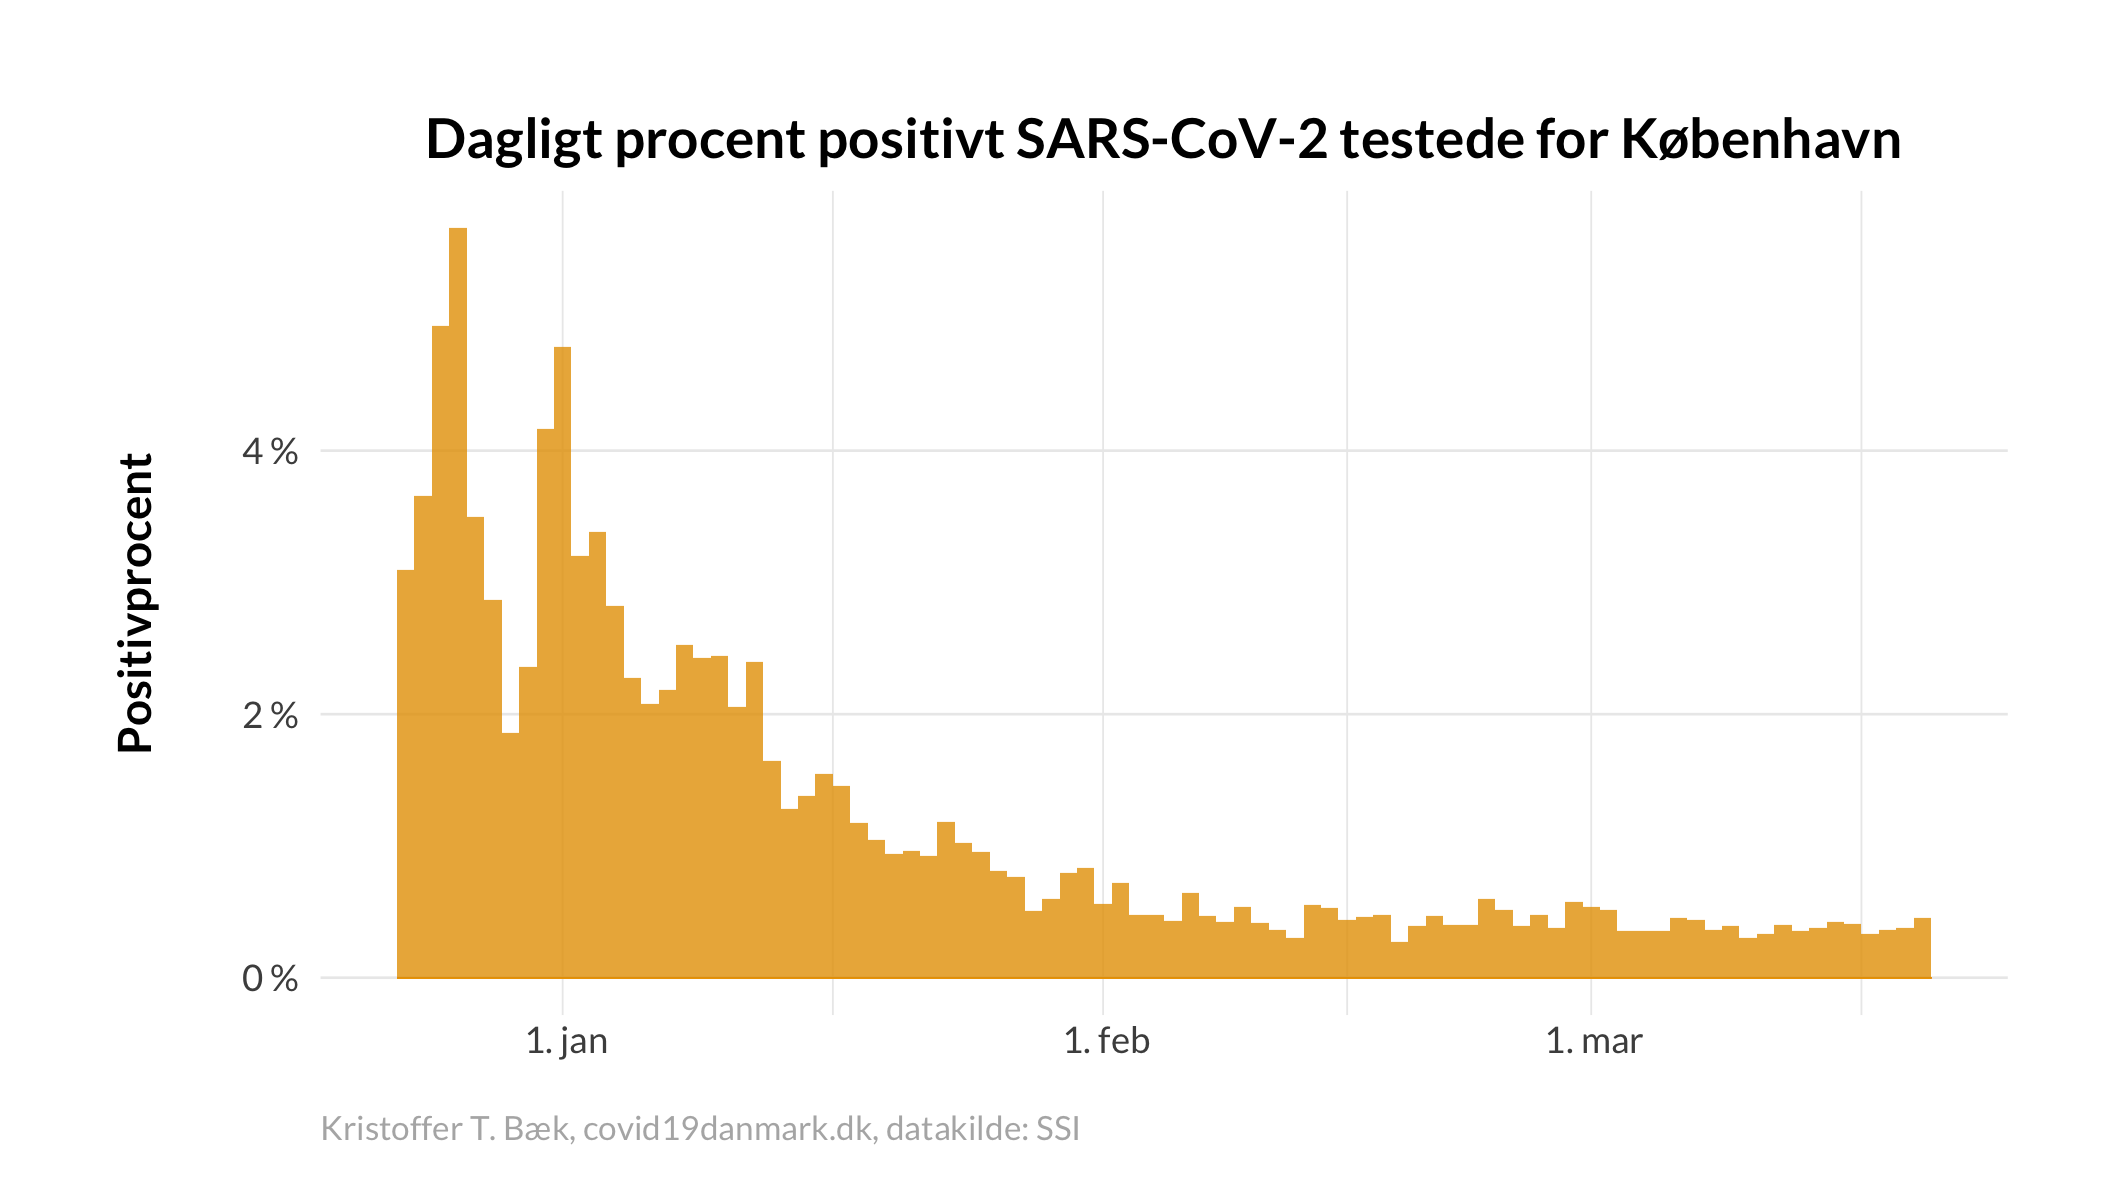 Dagligt procent positivt SARS-CoV-2 testede for København
Positivprocent
4 %
2 %
0 %
1. jan
1. feb
1. mar
Kristoffer T. Bæk, covid19danmark.dk, datakilde: SSI